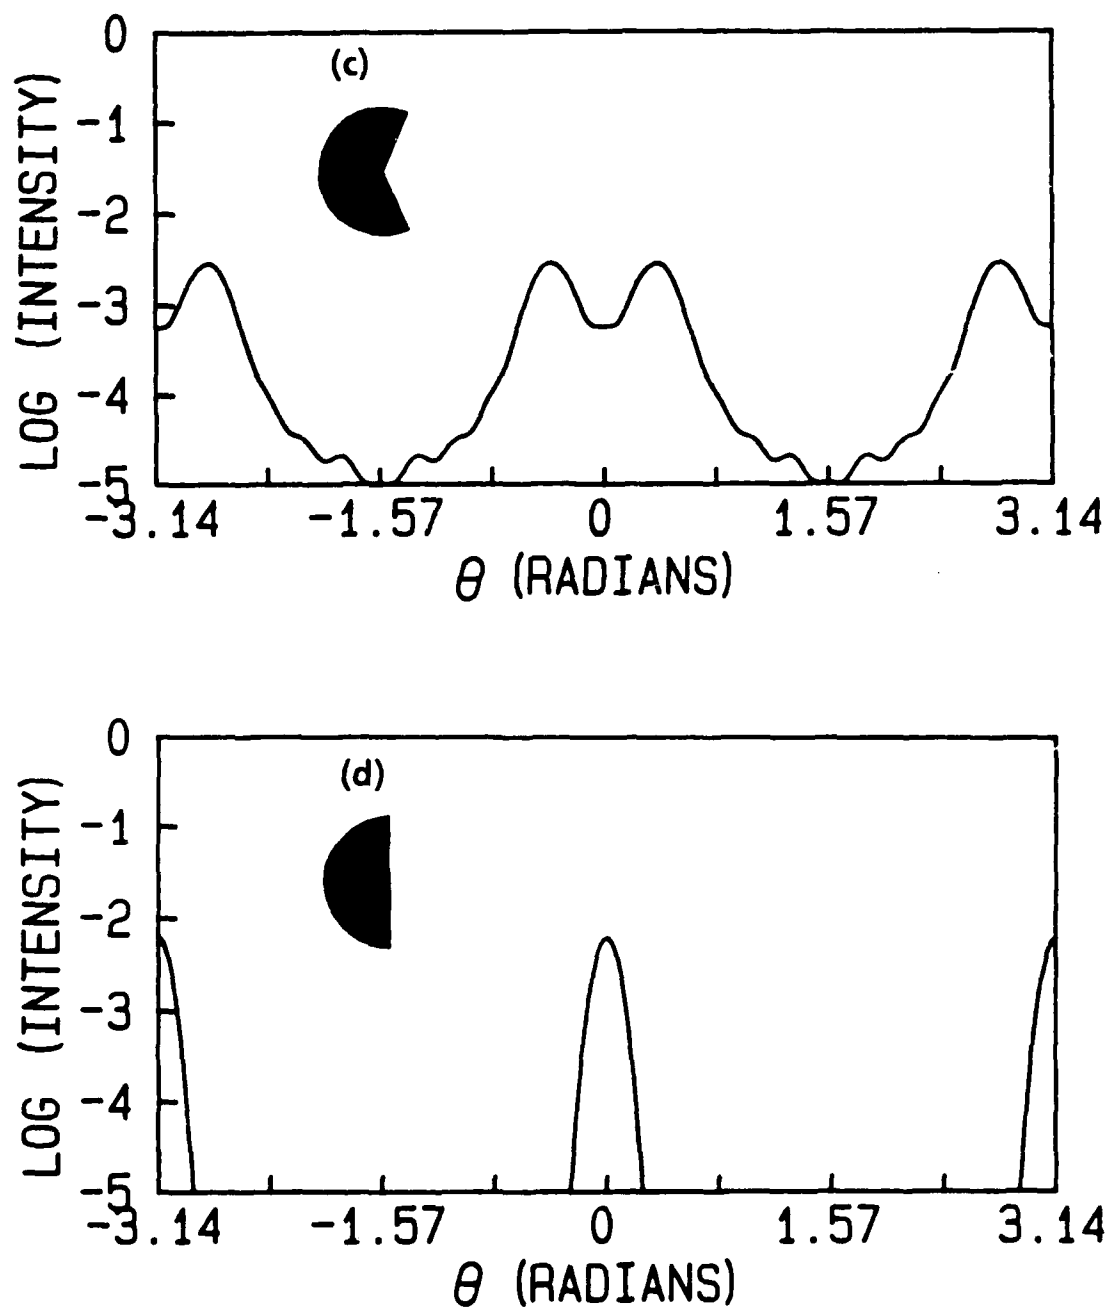 (c)
LOG (INTENSITY)
0
-1
-2
-3
-4
-5
-3.14 -1.57 0 1.57 3.14
θ (RADIANS)
(d)
LOG (INTENSITY)
0
-1
-2
-3
-4
-5
-3.14 -1.57 0 1.57 3.14
θ (RADIANS)